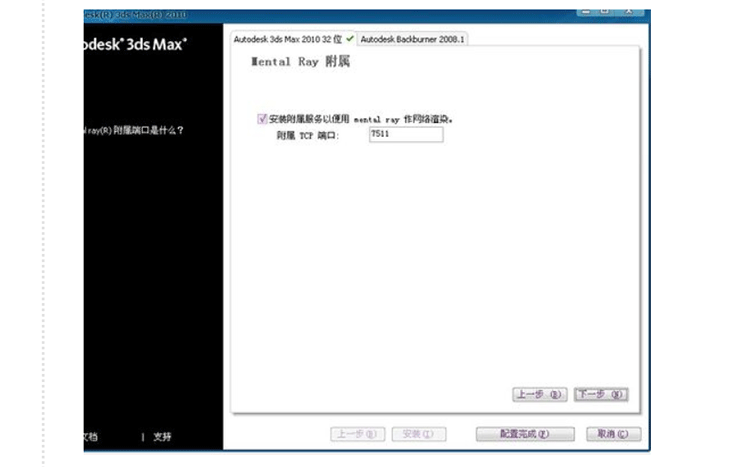 desk(R) 3ds Max(R) 2010
odesk® 3ds Max®
Autodesk 3ds Max 2010 32 位
Autodesk Backburner 2008.1
Mental Ray 附属
安装附属服务以便用 mental ray 作网络渲染。
附属 TCP 端口:
7511
l ray(R) 附属端口是什么?
上一步 (B)
下一步 (N)
文档 | 支持
上一步(B)
安装(I)
配置完成(F)
取消(C)